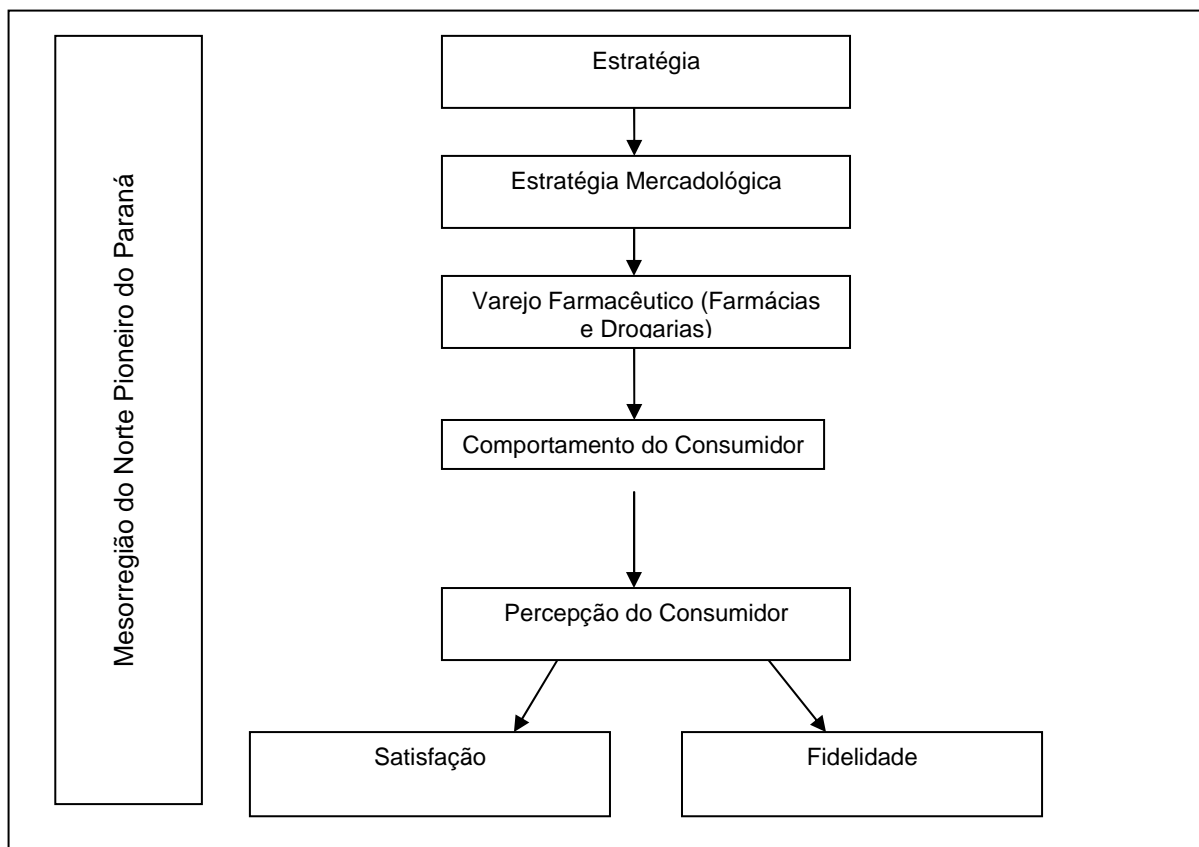 Mesorregião do Norte Pioneiro do Paraná
Estratégia
Estratégia Mercadológica
Varejo Farmacêutico (Farmácias
e Drogarias)
Comportamento do Consumidor
Percepção do Consumidor
Satisfação
Fidelidade